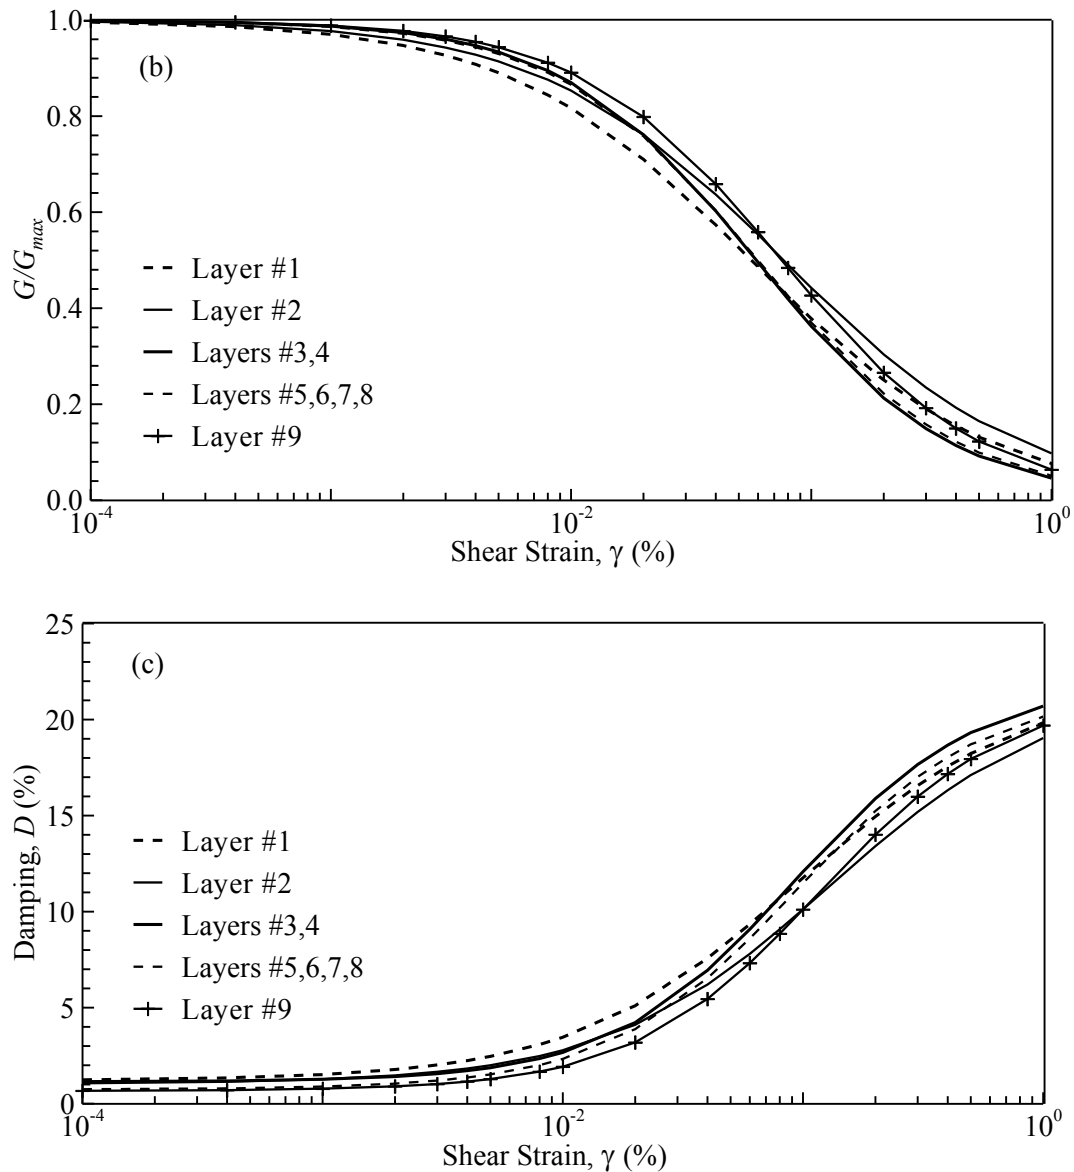 1.0
(b)
0.8
0.6
G/Gmax
Layer #1
Layer #2
0.4
Layers #3,4
Layers #5,6,7,8
0.2
Layer #9
0.0
10-4
10-2
100
Shear Strain, γ (%)
25
(c)
20
15
Damping, D (%)
Layer #1
Layer #2
10
Layers #3,4
Layers #5,6,7,8
5
Layer #9
0
10-4
10-2
100
Shear Strain, γ (%)